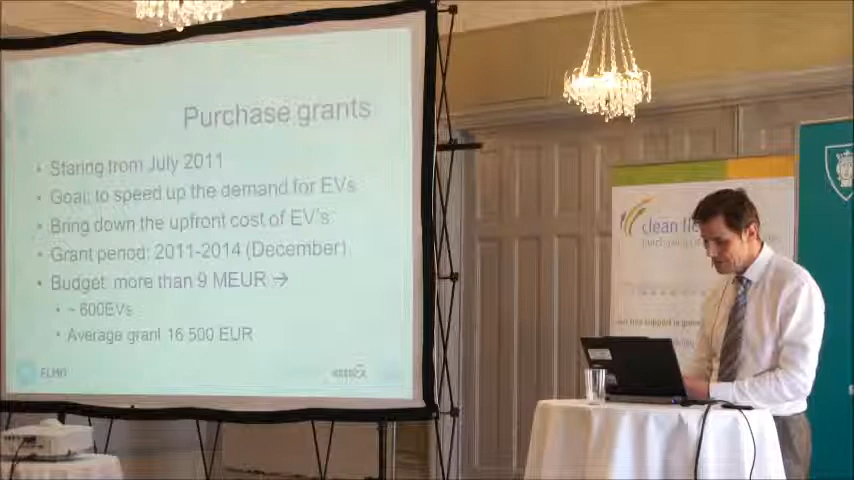 Purchase grants
• Staring from July 2011
• Goal: to speed up the demand for EVs
• Bring down the upfront cost of EV's
• Grant period: 2011-2014 (December)
• Budget: more than 9 MEUR →
• ~ 600EVs
• Average grant 16 500 EUR
ELMO
clean